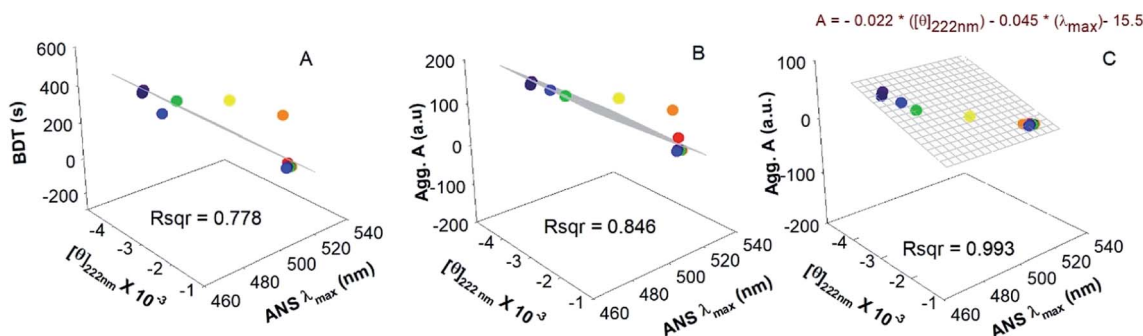 A = - 0.022 * ([θ]222nm) - 0.045 * (λmax)- 15.5
A
600
400
200
0
-200
BDT (s)
Rsqr = 0.778
-4
-3
-2
-1
[θ]222nm X 10-3
460
480
500
520
540
ANS λmax (nm)
B
200
100
0
-100
-200
Agg. A (a.u)
Rsqr = 0.846
-4
-3
-2
-1
[θ]222 nm X 10-3
460
480
500
520
540
ANS λmax (nm)
C
100
0
-100
-200
Agg. A (a.u.)
Rsqr = 0.993
-4
-3
-2
-1
[θ]222 nm X 10-3
460
480
500
520
540
ANS λmax (nm)